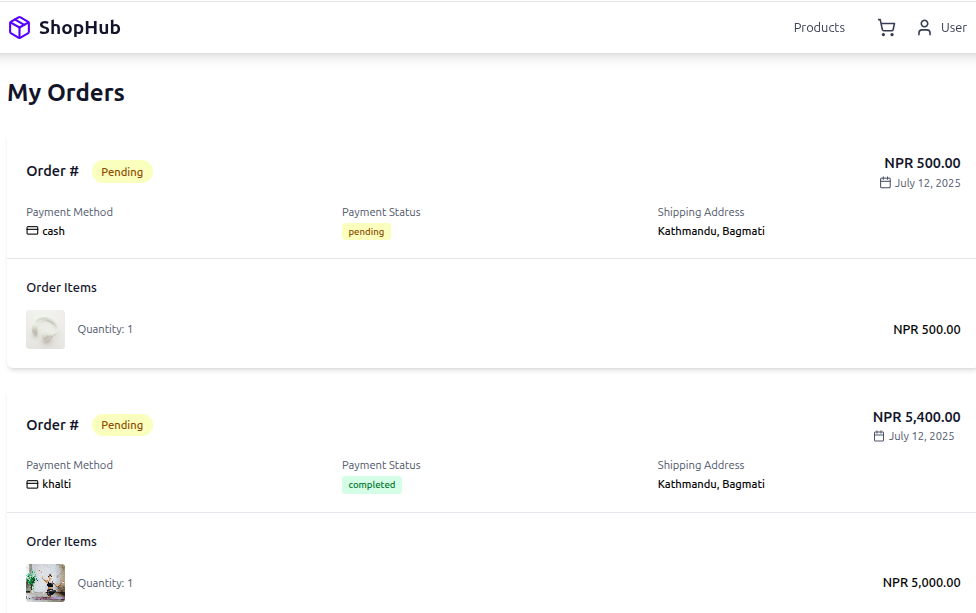 ShopHub
Products
User
My Orders
Order # Pending
NPR 500.00
July 12, 2025
Payment Method
cash
Payment Status
pending
Shipping Address
Kathmandu, Bagmati
Order Items
Quantity: 1
NPR 500.00
Order # Pending
NPR 5,400.00
July 12, 2025
Payment Method
khalti
Payment Status
completed
Shipping Address
Kathmandu, Bagmati
Order Items
Quantity: 1
NPR 5,000.00